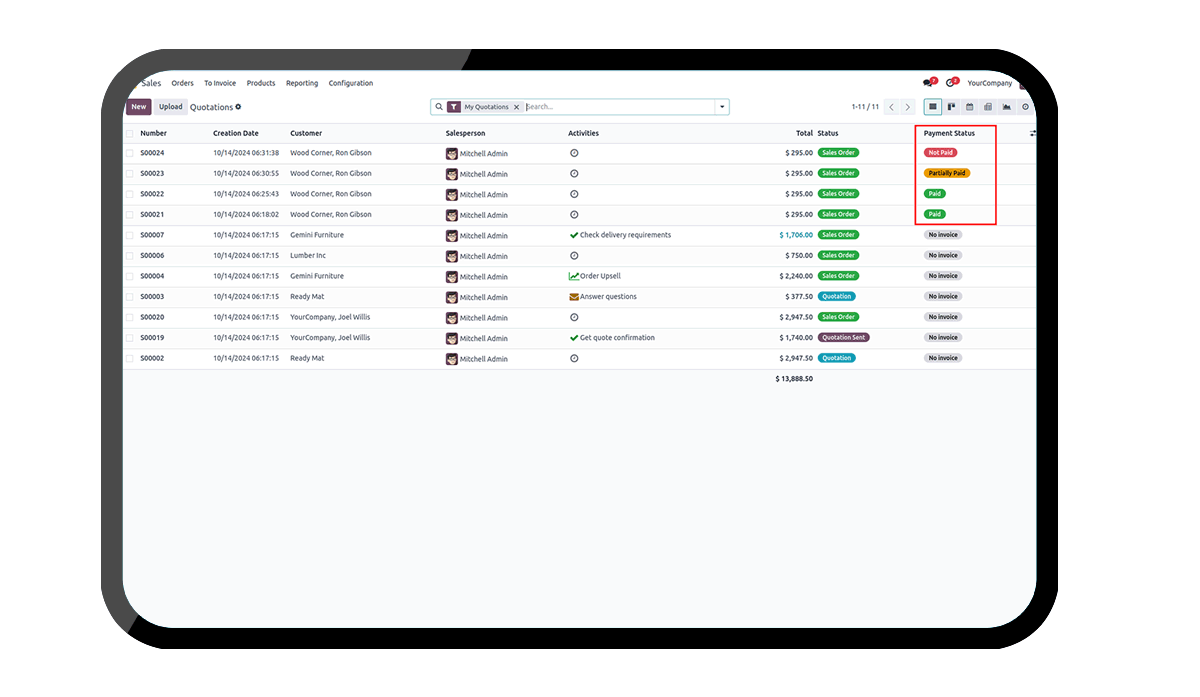 Sales Orders To Invoice Products Reporting Configuration 7 2 YourCompany
New Upload Quotations My Quotations × Search... 1-11 / 11
Number Creation Date Customer Salesperson Activities Total Status Payment Status
S00024 10/14/2024 06:31:38 Wood Corner, Ron Gibson Mitchell Admin $ 295.00 Sales Order Not Paid
S00023 10/14/2024 06:30:55 Wood Corner, Ron Gibson Mitchell Admin $ 295.00 Sales Order Partially Paid
S00022 10/14/2024 06:25:43 Wood Corner, Ron Gibson Mitchell Admin $ 295.00 Sales Order Paid
S00021 10/14/2024 06:18:02 Wood Corner, Ron Gibson Mitchell Admin $ 295.00 Sales Order Paid
S00007 10/14/2024 06:17:15 Gemini Furniture Mitchell Admin Check delivery requirements $ 1,706.00 Sales Order No invoice
S00006 10/14/2024 06:17:15 Lumber Inc Mitchell Admin $ 750.00 Sales Order No invoice
S00004 10/14/2024 06:17:15 Gemini Furniture Mitchell Admin Order Upsell $ 2,240.00 Sales Order No invoice
S00003 10/14/2024 06:17:15 Ready Mat Mitchell Admin Answer questions $ 377.50 Quotation No invoice
S00020 10/14/2024 06:17:15 YourCompany, Joel Willis Mitchell Admin $ 2,947.50 Sales Order No invoice
S00019 10/14/2024 06:17:15 YourCompany, Joel Willis Mitchell Admin Get quote confirmation $ 1,740.00 Quotation Sent No invoice
S00002 10/14/2024 06:17:15 Ready Mat Mitchell Admin $ 2,947.50 Quotation No invoice
$ 13,888.50